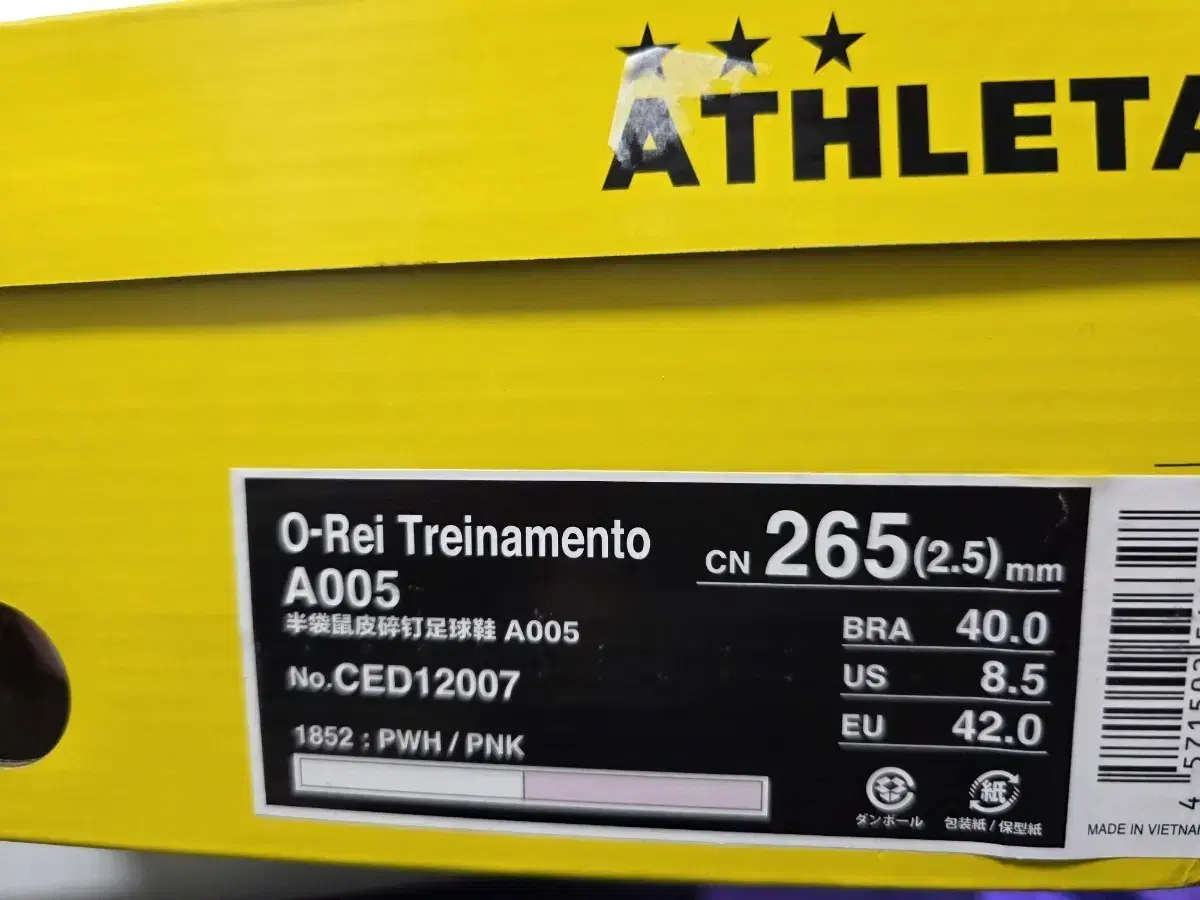 ★★★
ATHLETA
O-Rei Treinamento
A005
半袋鼠皮碎钉足球鞋 A005
No.CED12007
1852 : PWH / PNK
CN 265(2.5)mm
BRA 40.0
US 8.5
EU 42.0
ダンボール
紙
包装紙 / 保型紙
MADE IN VIETNAM